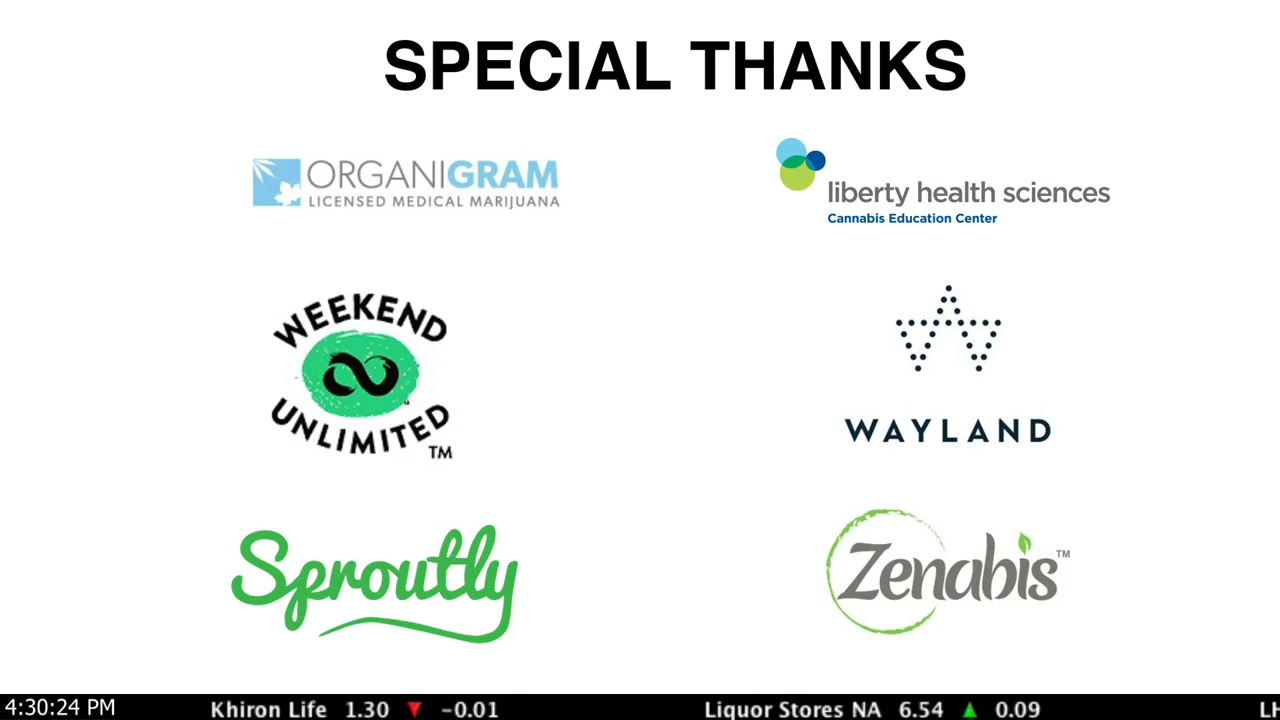 SPECIAL THANKS
ORGANIGRAM
LICENSED MEDICAL MARIJUANA
liberty health sciences
Cannabis Education Center
WEEKEND
UNLIMITED
TM
WAYLAND
Sproutly
Zenabis TM
4:30:24 PM Khiron Life 1.30 ▼ -0.01 Liquor Stores NA 6.54 ▲ 0.09 LH